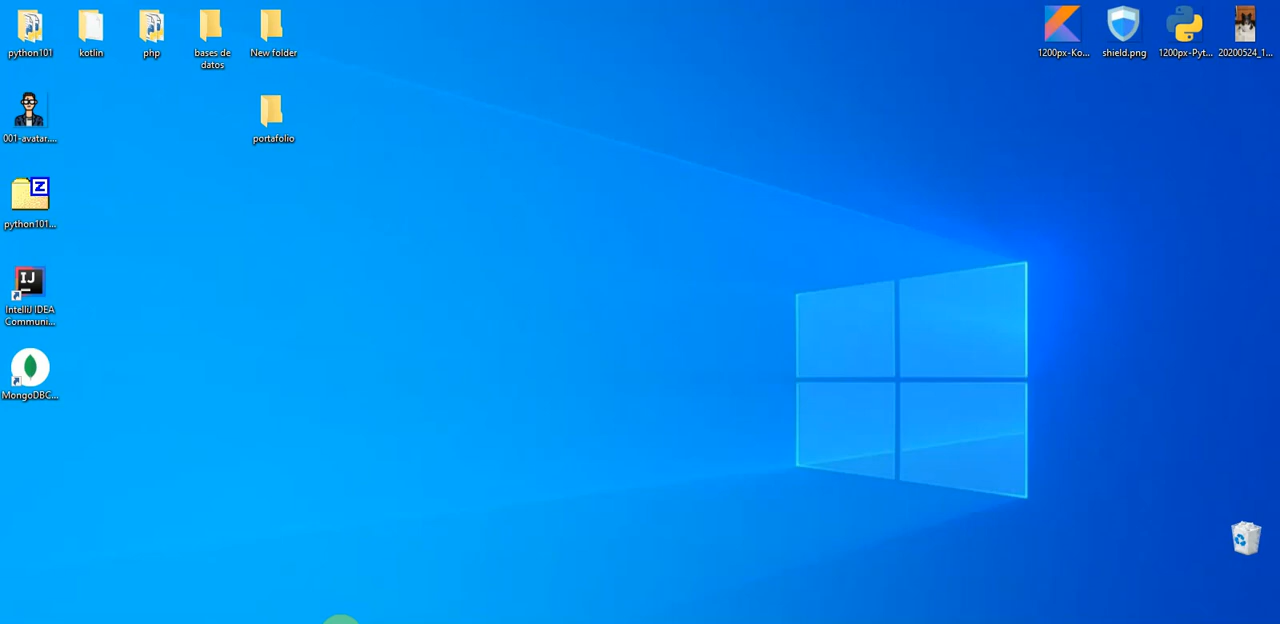 python101
kotlin
php
bases de
datos
New folder
1200px-Ko...
shield.png
1200px-Pyt...
20200524_1...
001-avatar....
portafolio
Z
python101...
IJ
IntelliJ IDEA
Communi...
MongoDBC...